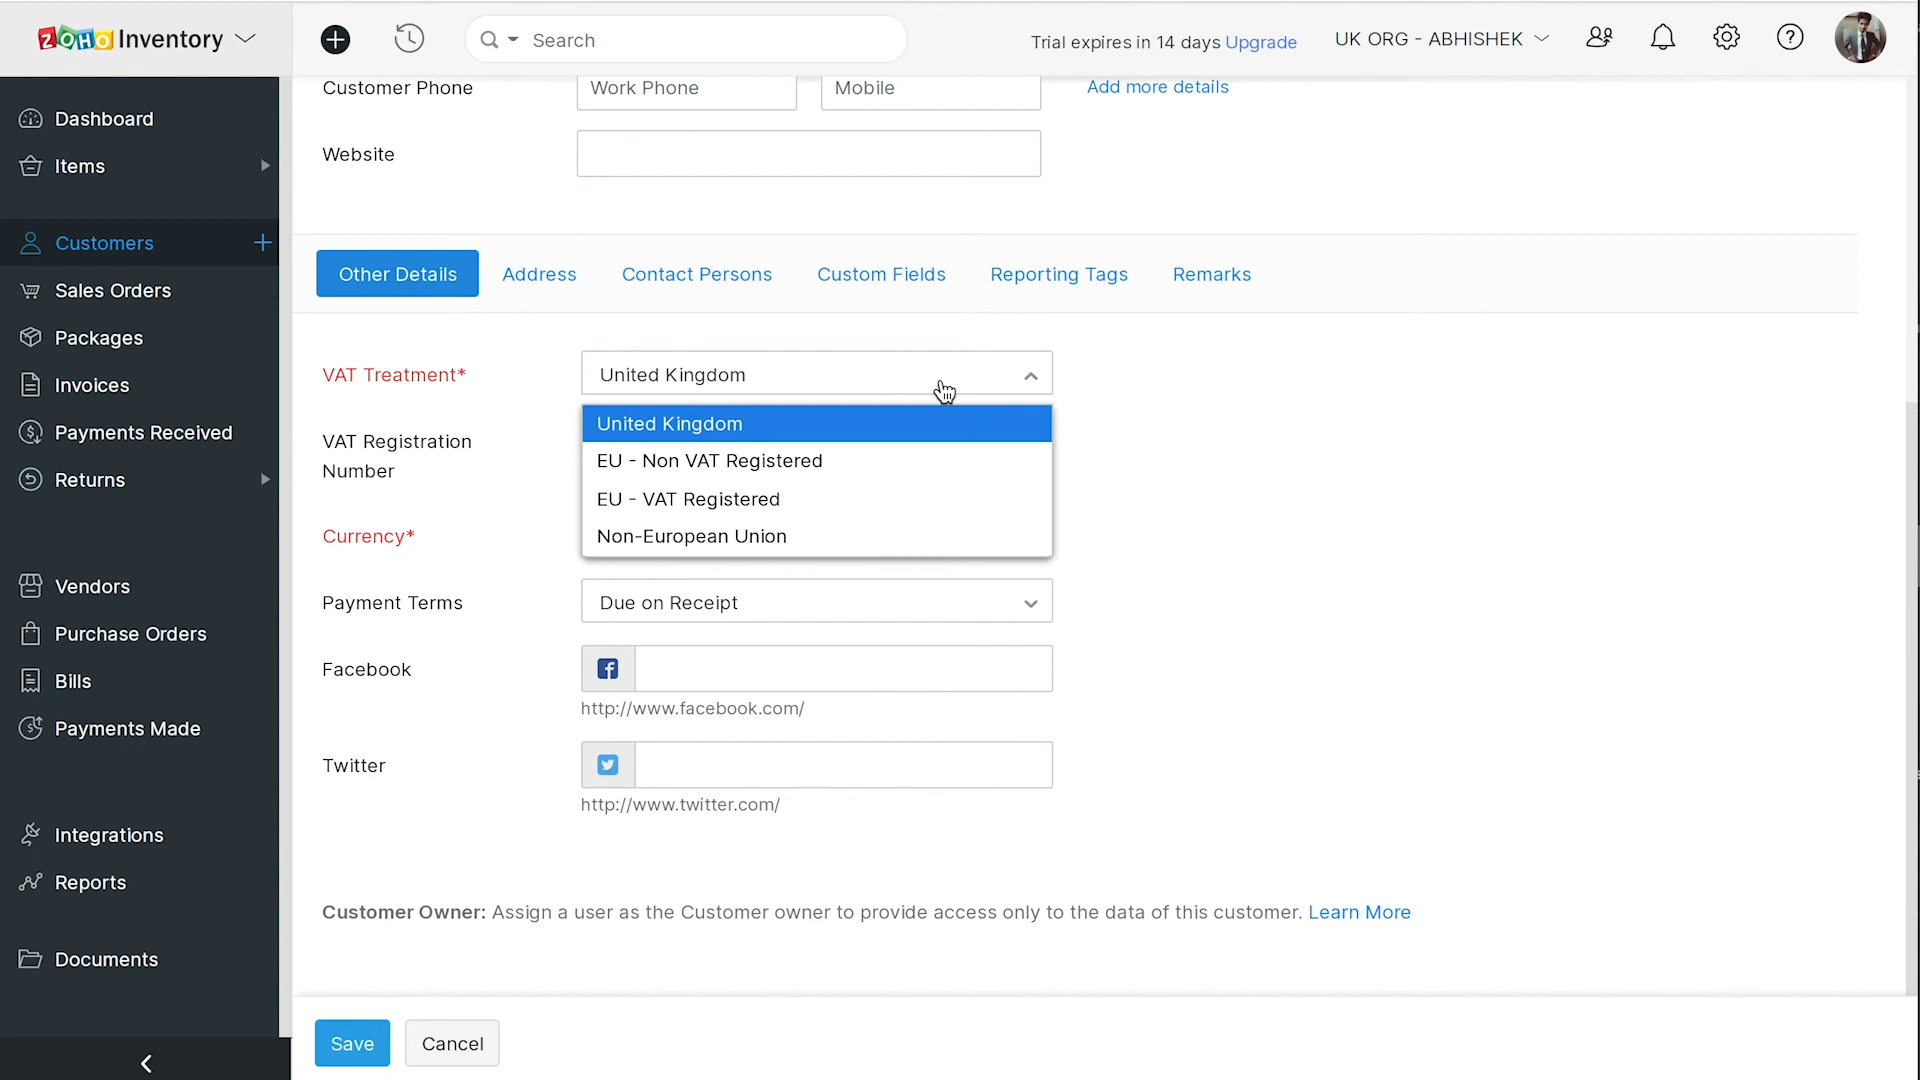 ZOHO Inventory
Search
Trial expires in 14 days Upgrade
UK ORG - ABHISHEK
Dashboard
Items
Customers
Sales Orders
Packages
Invoices
Payments Received
Returns
Vendors
Purchase Orders
Bills
Payments Made
Integrations
Reports
Documents
Customer Phone
Work Phone
Mobile
Add more details
Website
Other Details
Address
Contact Persons
Custom Fields
Reporting Tags
Remarks
VAT Treatment*
United Kingdom
United Kingdom
EU - Non VAT Registered
EU - VAT Registered
Non-European Union
VAT Registration
Number
Currency*
Payment Terms
Due on Receipt
Facebook
http://www.facebook.com/
Twitter
http://www.twitter.com/
Customer Owner: Assign a user as the Customer owner to provide access only to the data of this customer. Learn More
Save
Cancel